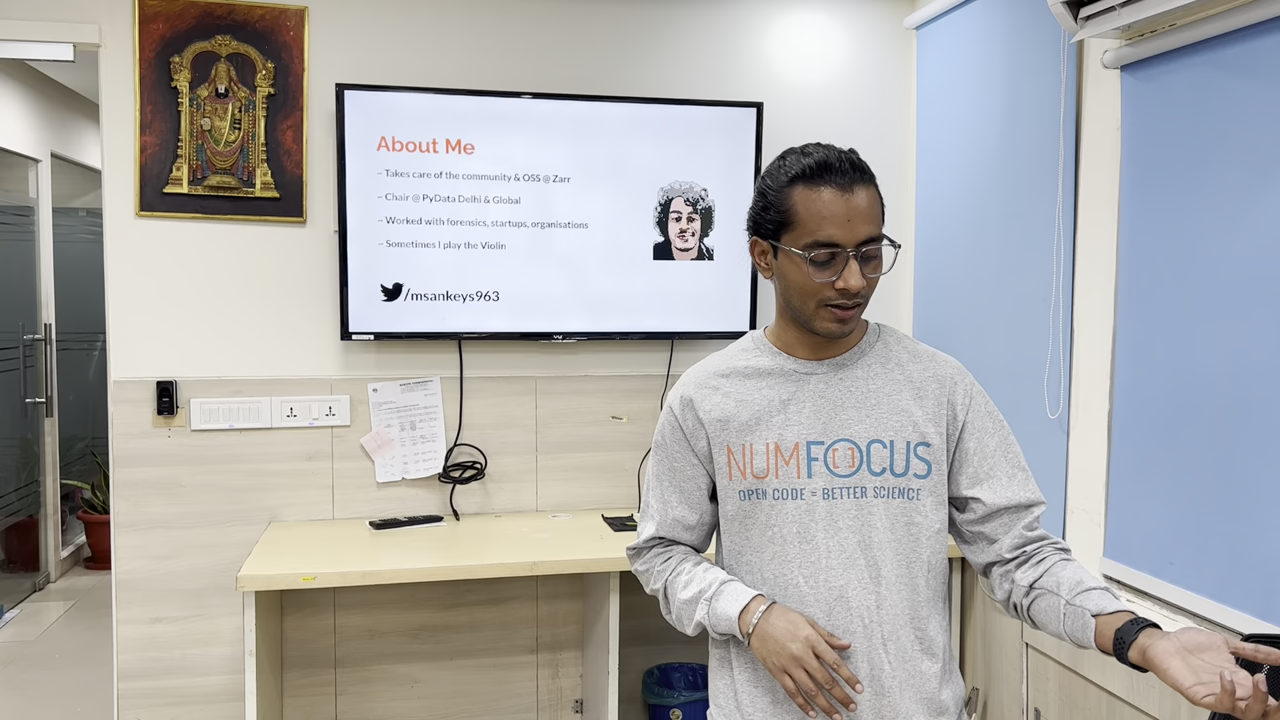 About Me
– Takes care of the community & OSS @ Zarr
– Chair @ PyData Delhi & Global
– Worked with forensics, startups, organisations
– Sometimes I play the Violin
/msankeys963
NUMFOCUS
OPEN CODE = BETTER SCIENCE